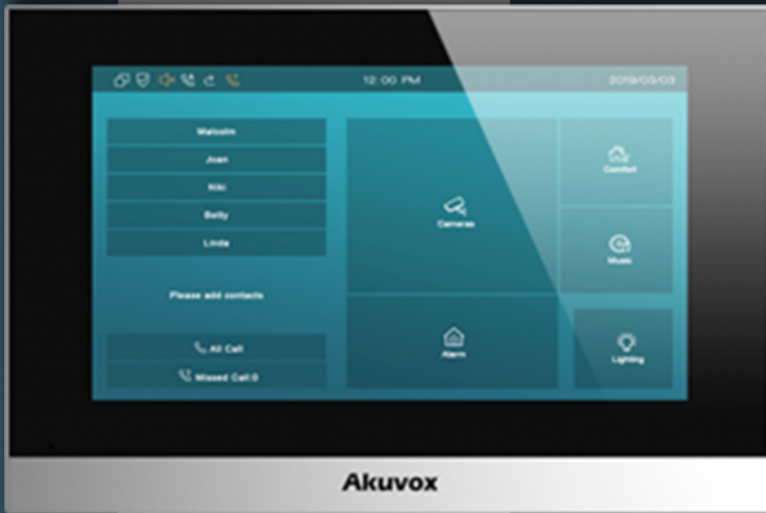 12:00 PM
2019/03/03
Malcolm
Joan
Niki
Betty
Linda
Please add contacts
All Call
Missed Call:0
Cameras
Alarm
Comfort
Music
Lighting
Akuvox